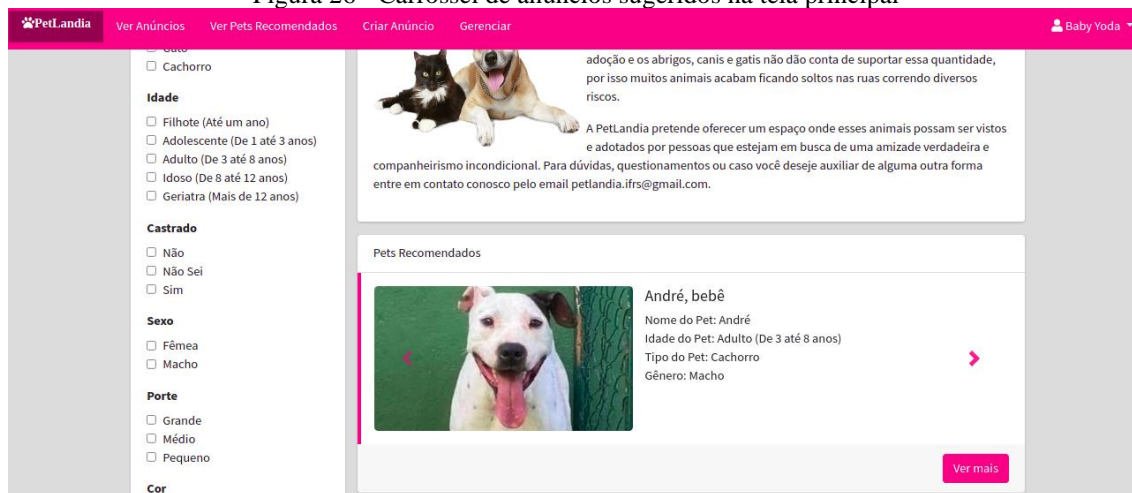 Figura 26 - Carrossel de anúncios sugeridos na tela principal
PetLandia
Ver Anúncios
Ver Pets Recomendados
Criar Anúncio
Gerenciar
Baby Yoda
Gato
Cachorro
Idade
Filhote (Até um ano)
Adolescente (De 1 até 3 anos)
Adulto (De 3 até 8 anos)
Idoso (De 8 até 12 anos)
Geriatra (Mais de 12 anos)
Castrado
Não
Não Sei
Sim
Sexo
Fêmea
Macho
Porte
Grande
Médio
Pequeno
Cor
adoção e os abrigos, canis e gatis não dão conta de suportar essa quantidade,
por isso muitos animais acabam ficando soltos nas ruas correndo diversos
riscos.
A PetLandia pretende oferecer um espaço onde esses animais possam ser vistos
e adotados por pessoas que estejam em busca de uma amizade verdadeira e
companheirismo incondicional. Para dúvidas, questionamentos ou caso você deseje auxiliar de alguma outra forma
entre em contato conosco pelo email petlandia.ifrs@gmail.com.
Pets Recomendados
André, bebê
Nome do Pet: André
Idade do Pet: Adulto (De 3 até 8 anos)
Tipo do Pet: Cachorro
Gênero: Macho
Ver mais